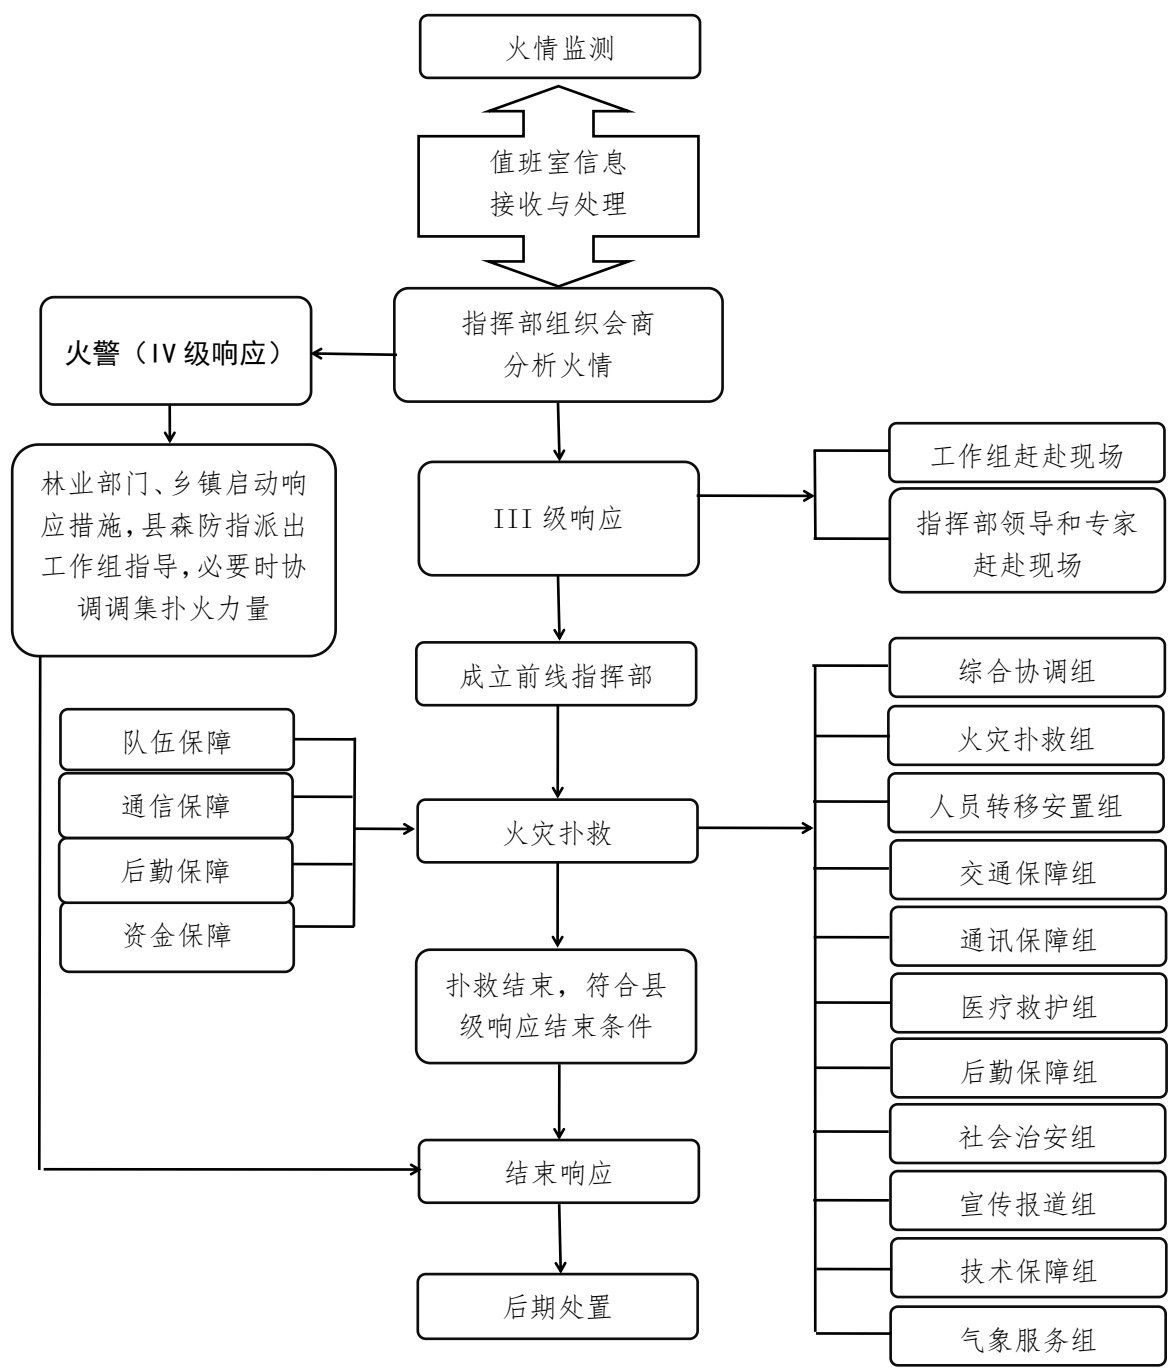 火情监测
值班室信息
接收与处理
指挥部组织会商
分析火情
火警（IV 级响应）
林业部门、乡镇启动响
应措施,县森防指派出
工作组指导,必要时协
调调集扑火力量
III 级响应
工作组赶赴现场
指挥部领导和专家
赶赴现场
成立前线指挥部
队伍保障
通信保障
后勤保障
资金保障
火灾扑救
综合协调组
火灾扑救组
人员转移安置组
交通保障组
通讯保障组
医疗救护组
后勤保障组
社会治安组
宣传报道组
技术保障组
气象服务组
扑救结束，符合县
级响应结束条件
结束响应
后期处置